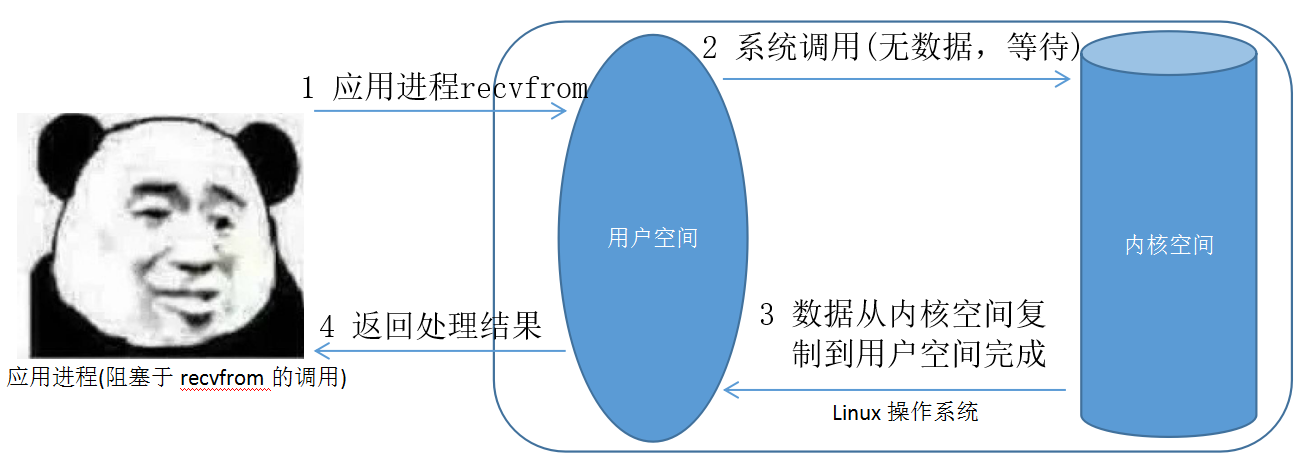 1 应用进程recvfrom
2 系统调用(无数据，等待)
用户空间
内核空间
3 数据从内核空间复
制到用户空间完成
4 返回处理结果
应用进程(阻塞于 recvfrom 的调用)
Linux 操作系统